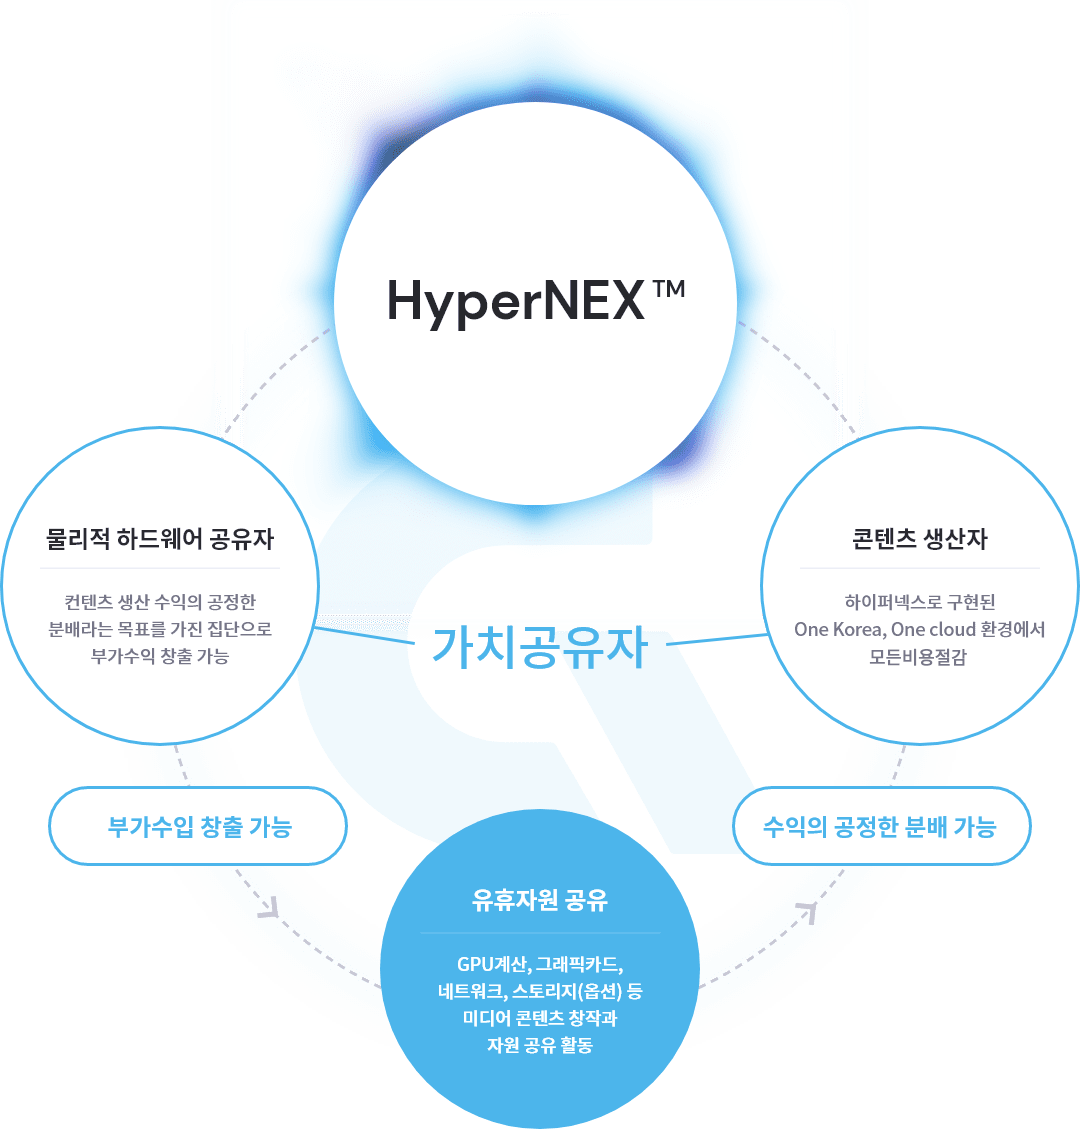 HyperNEX™
물리적 하드웨어 공유자
컨텐츠 생산 수익의 공정한
분배라는 목표를 가진 집단으로
부가수익 창출 가능
콘텐츠 생산자
하이퍼넥스로 구현된
One Korea, One cloud 환경에서
모든비용절감
가치공유자
부가수입 창출 가능
수익의 공정한 분배 가능
유휴자원 공유
GPU계산, 그래픽카드,
네트워크, 스토리지(옵션) 등
미디어 콘텐츠 창작과
자원 공유 활동